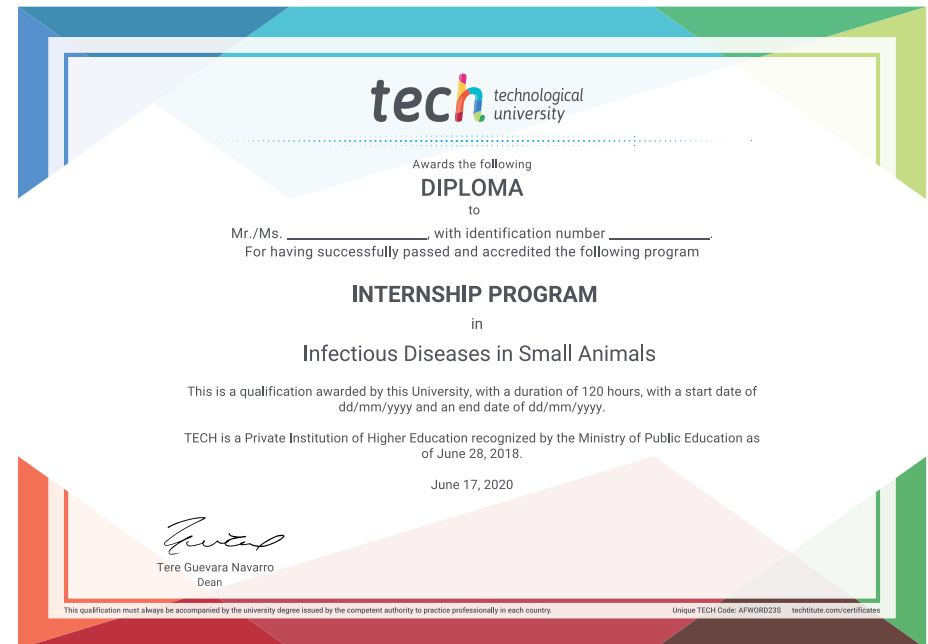 tech technological
university
Awards the following
DIPLOMA
to
Mr./Ms. ____________________, with identification number ______________.
For having successfully passed and accredited the following program
INTERNSHIP PROGRAM
in
Infectious Diseases in Small Animals
This is a qualification awarded by this University, with a duration of 120 hours, with a start date of
dd/mm/yyyy and an end date of dd/mm/yyyy.
TECH is a Private Institution of Higher Education recognized by the Ministry of Public Education as
of June 28, 2018.
June 17, 2020
Tere Guevara Navarro
Dean
This qualification must always be accompanied by the university degree issued by the competent authority to practice professionally in each country. Unique TECH Code: AFWORD23S techtitute.com/certificates